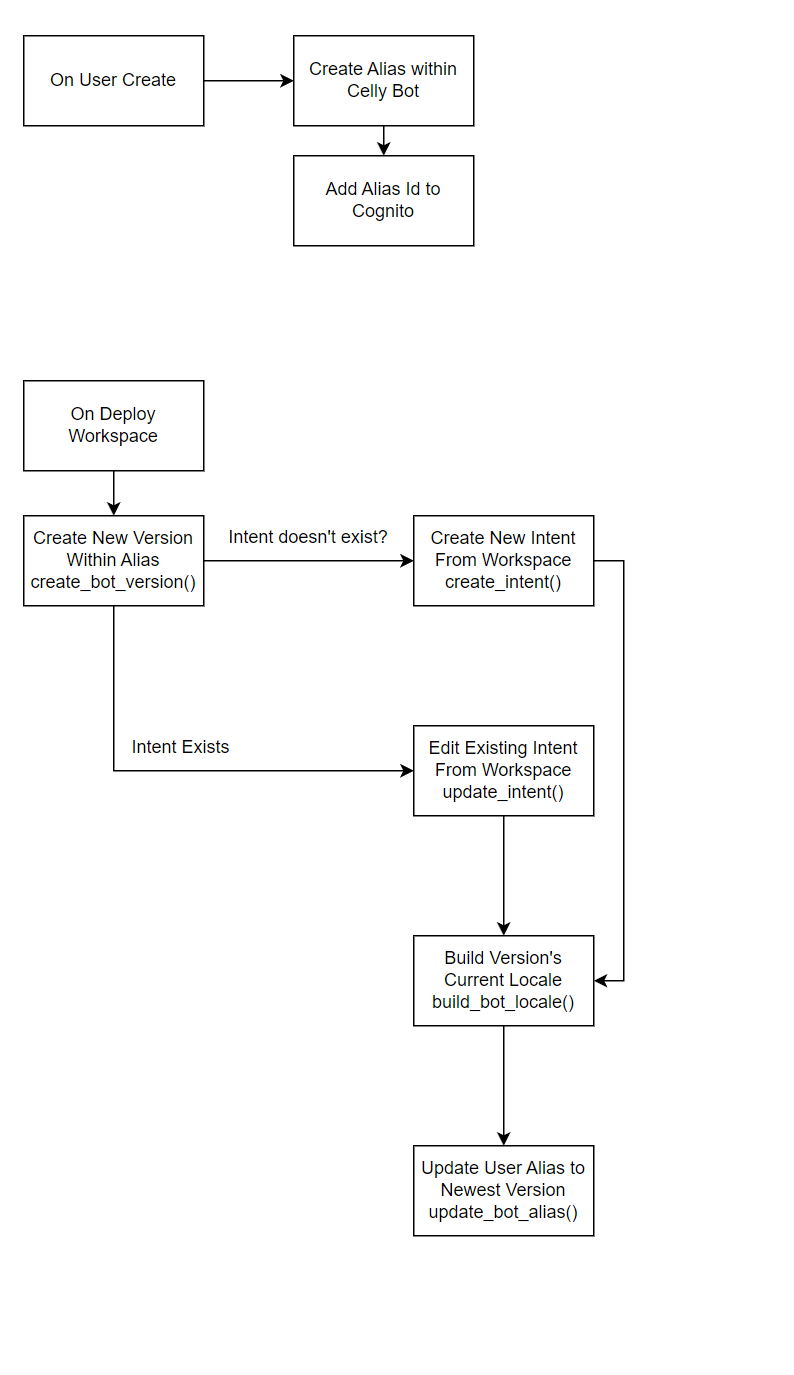 On User Create
Create Alias within
Celly Bot
Add Alias Id to
Cognito
On Deploy
Workspace
Create New Version
Within Alias
create_bot_version()
Intent doesn't exist?
Create New Intent
From Workspace
create_intent()
Intent Exists
Edit Existing Intent
From Workspace
update_intent()
Build Version's
Current Locale
build_bot_locale()
Update User Alias to
Newest Version
update_bot_alias()